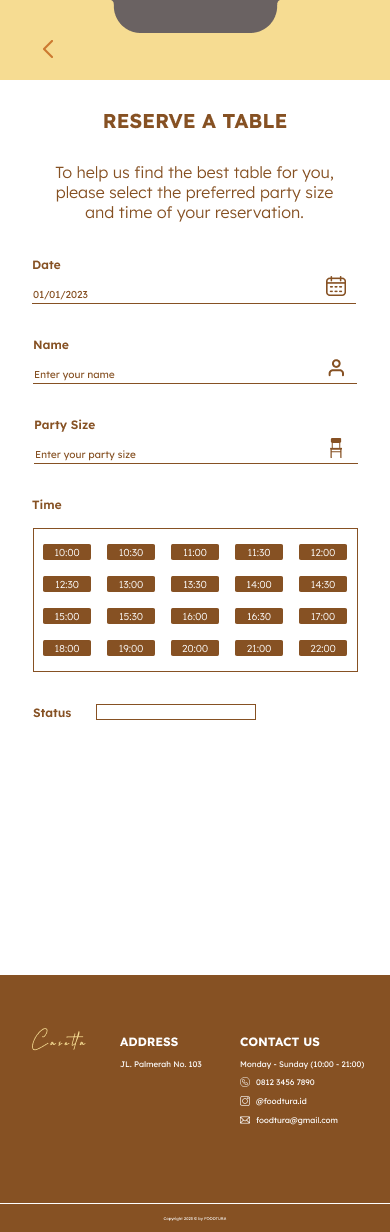 RESERVE A TABLE
To help us find the best table for you,
please select the preferred party size
and time of your reservation.
Date
01/01/2023
Name
Enter your name
Party Size
Enter your party size
Time
10:00 10:30 11:00 11:30 12:00
12:30 13:00 13:30 14:00 14:30
15:00 15:30 16:00 16:30 17:00
18:00 19:00 20:00 21:00 22:00
Status
ADDRESS
JL. Palmerah No. 103
CONTACT US
Monday - Sunday (10:00 - 21:00)
0812 3456 7890
@foodtura.id
foodtura@gmail.com
by FOODTURA